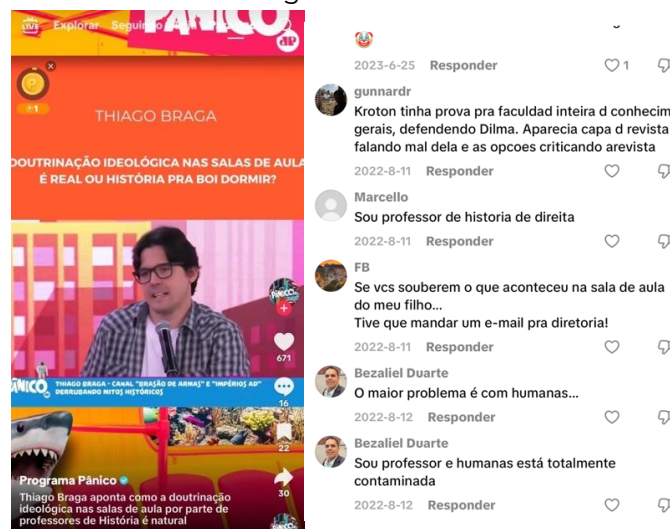 LIVE
Explorar
PÂNICO
JP
1
THIAGO BRAGA
DOUTRINAÇÃO IDEOLÓGICA NAS SALAS DE AULA
É REAL OU HISTÓRIA PRA BOI DORMIR?
PÂNICO
671
PÂNICO
THIAGO BRAGA - CANAL "BRASÃO DE ARMAS" E "IMPÉRIOS AD"
DERRUBANDO MITOS HISTÓRICOS
16
22
30
Programa Pânico
Thiago Braga aponta como a doutrinação
ideológica nas salas de aula por parte de
professores de História é natural
2023-6-25 Responder 1
gunnardr
Kroton tinha prova pra faculdad inteira d conhecim
gerais, defendendo Dilma. Aparecia capa d revista
falando mal dela e as opcoes criticando arevista
2022-8-11 Responder
Marcello
Sou professor de historia de direita
2022-8-11 Responder
FB
Se vcs souberem o que aconteceu na sala de aula
do meu filho...
Tive que mandar um e-mail pra diretoria!
2022-8-11 Responder
Bezaliel Duarte
O maior problema é com humanas...
2022-8-12 Responder
Bezaliel Duarte
Sou professor e humanas está totalmente
contaminada
2022-8-12 Responder